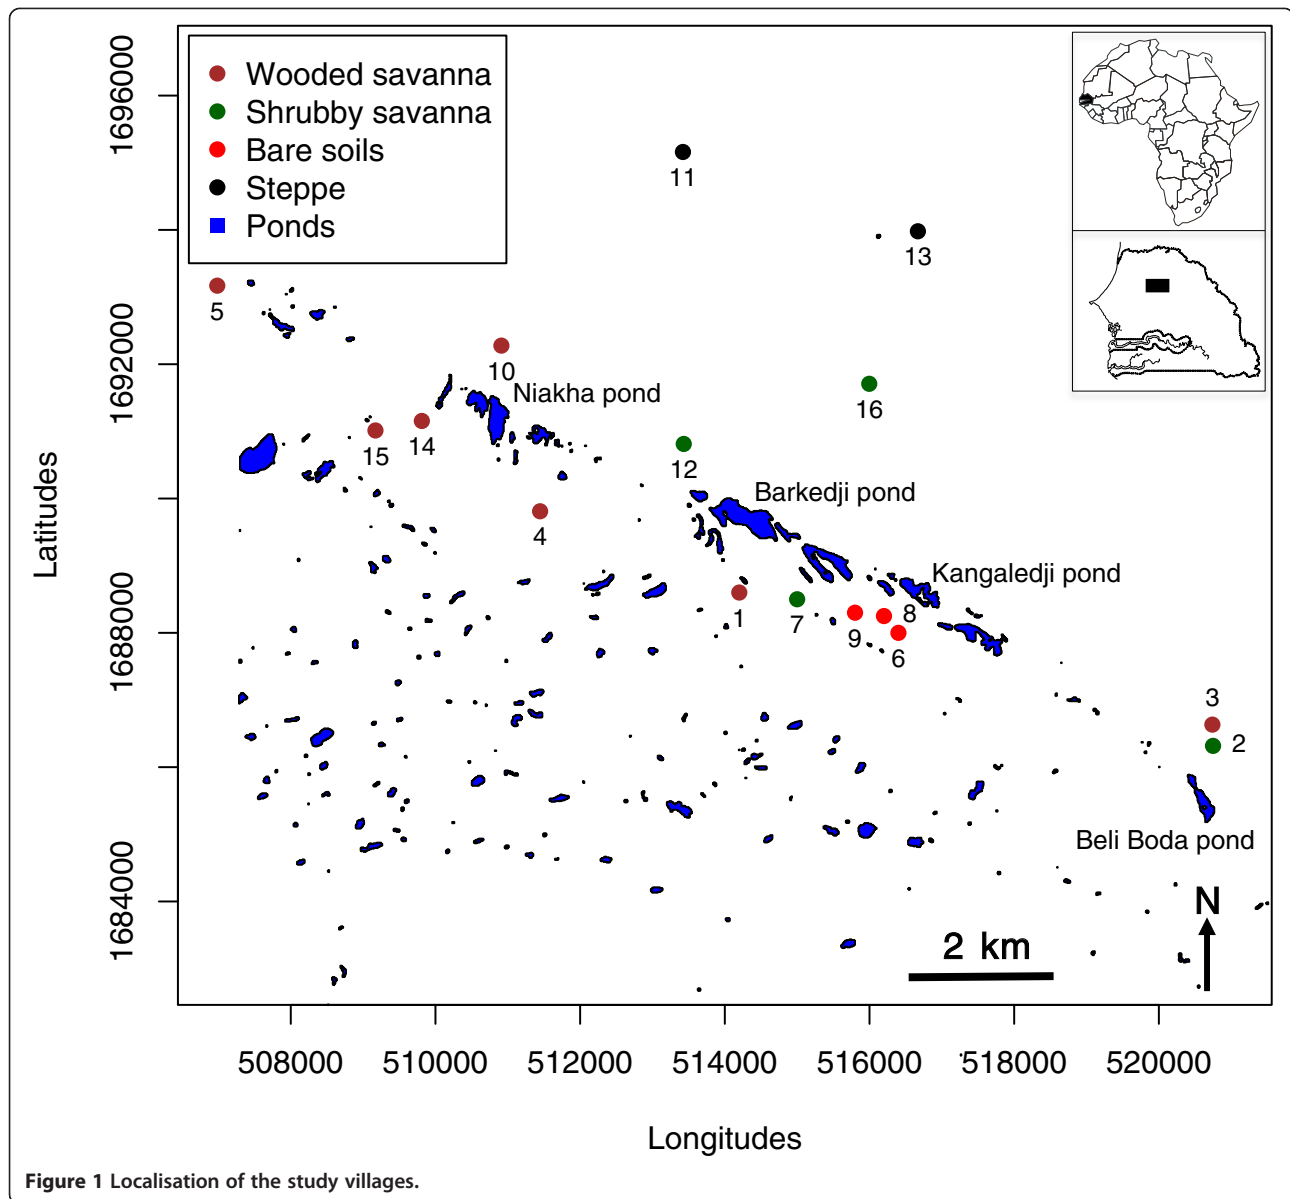 Wooded savanna
Shrubby savanna
Bare soils
Steppe
Ponds
1696000
1692000
1688000
1684000
Latitudes
11
13
5
10
Niakha pond
16
15
14
12
Barkedji pond
4
Kangaledji pond
1
7
9
8
6
3
2
Beli Boda pond
N
2 km
508000
510000
512000
514000
516000
518000
520000
Longitudes
Figure 1 Localisation of the study villages.